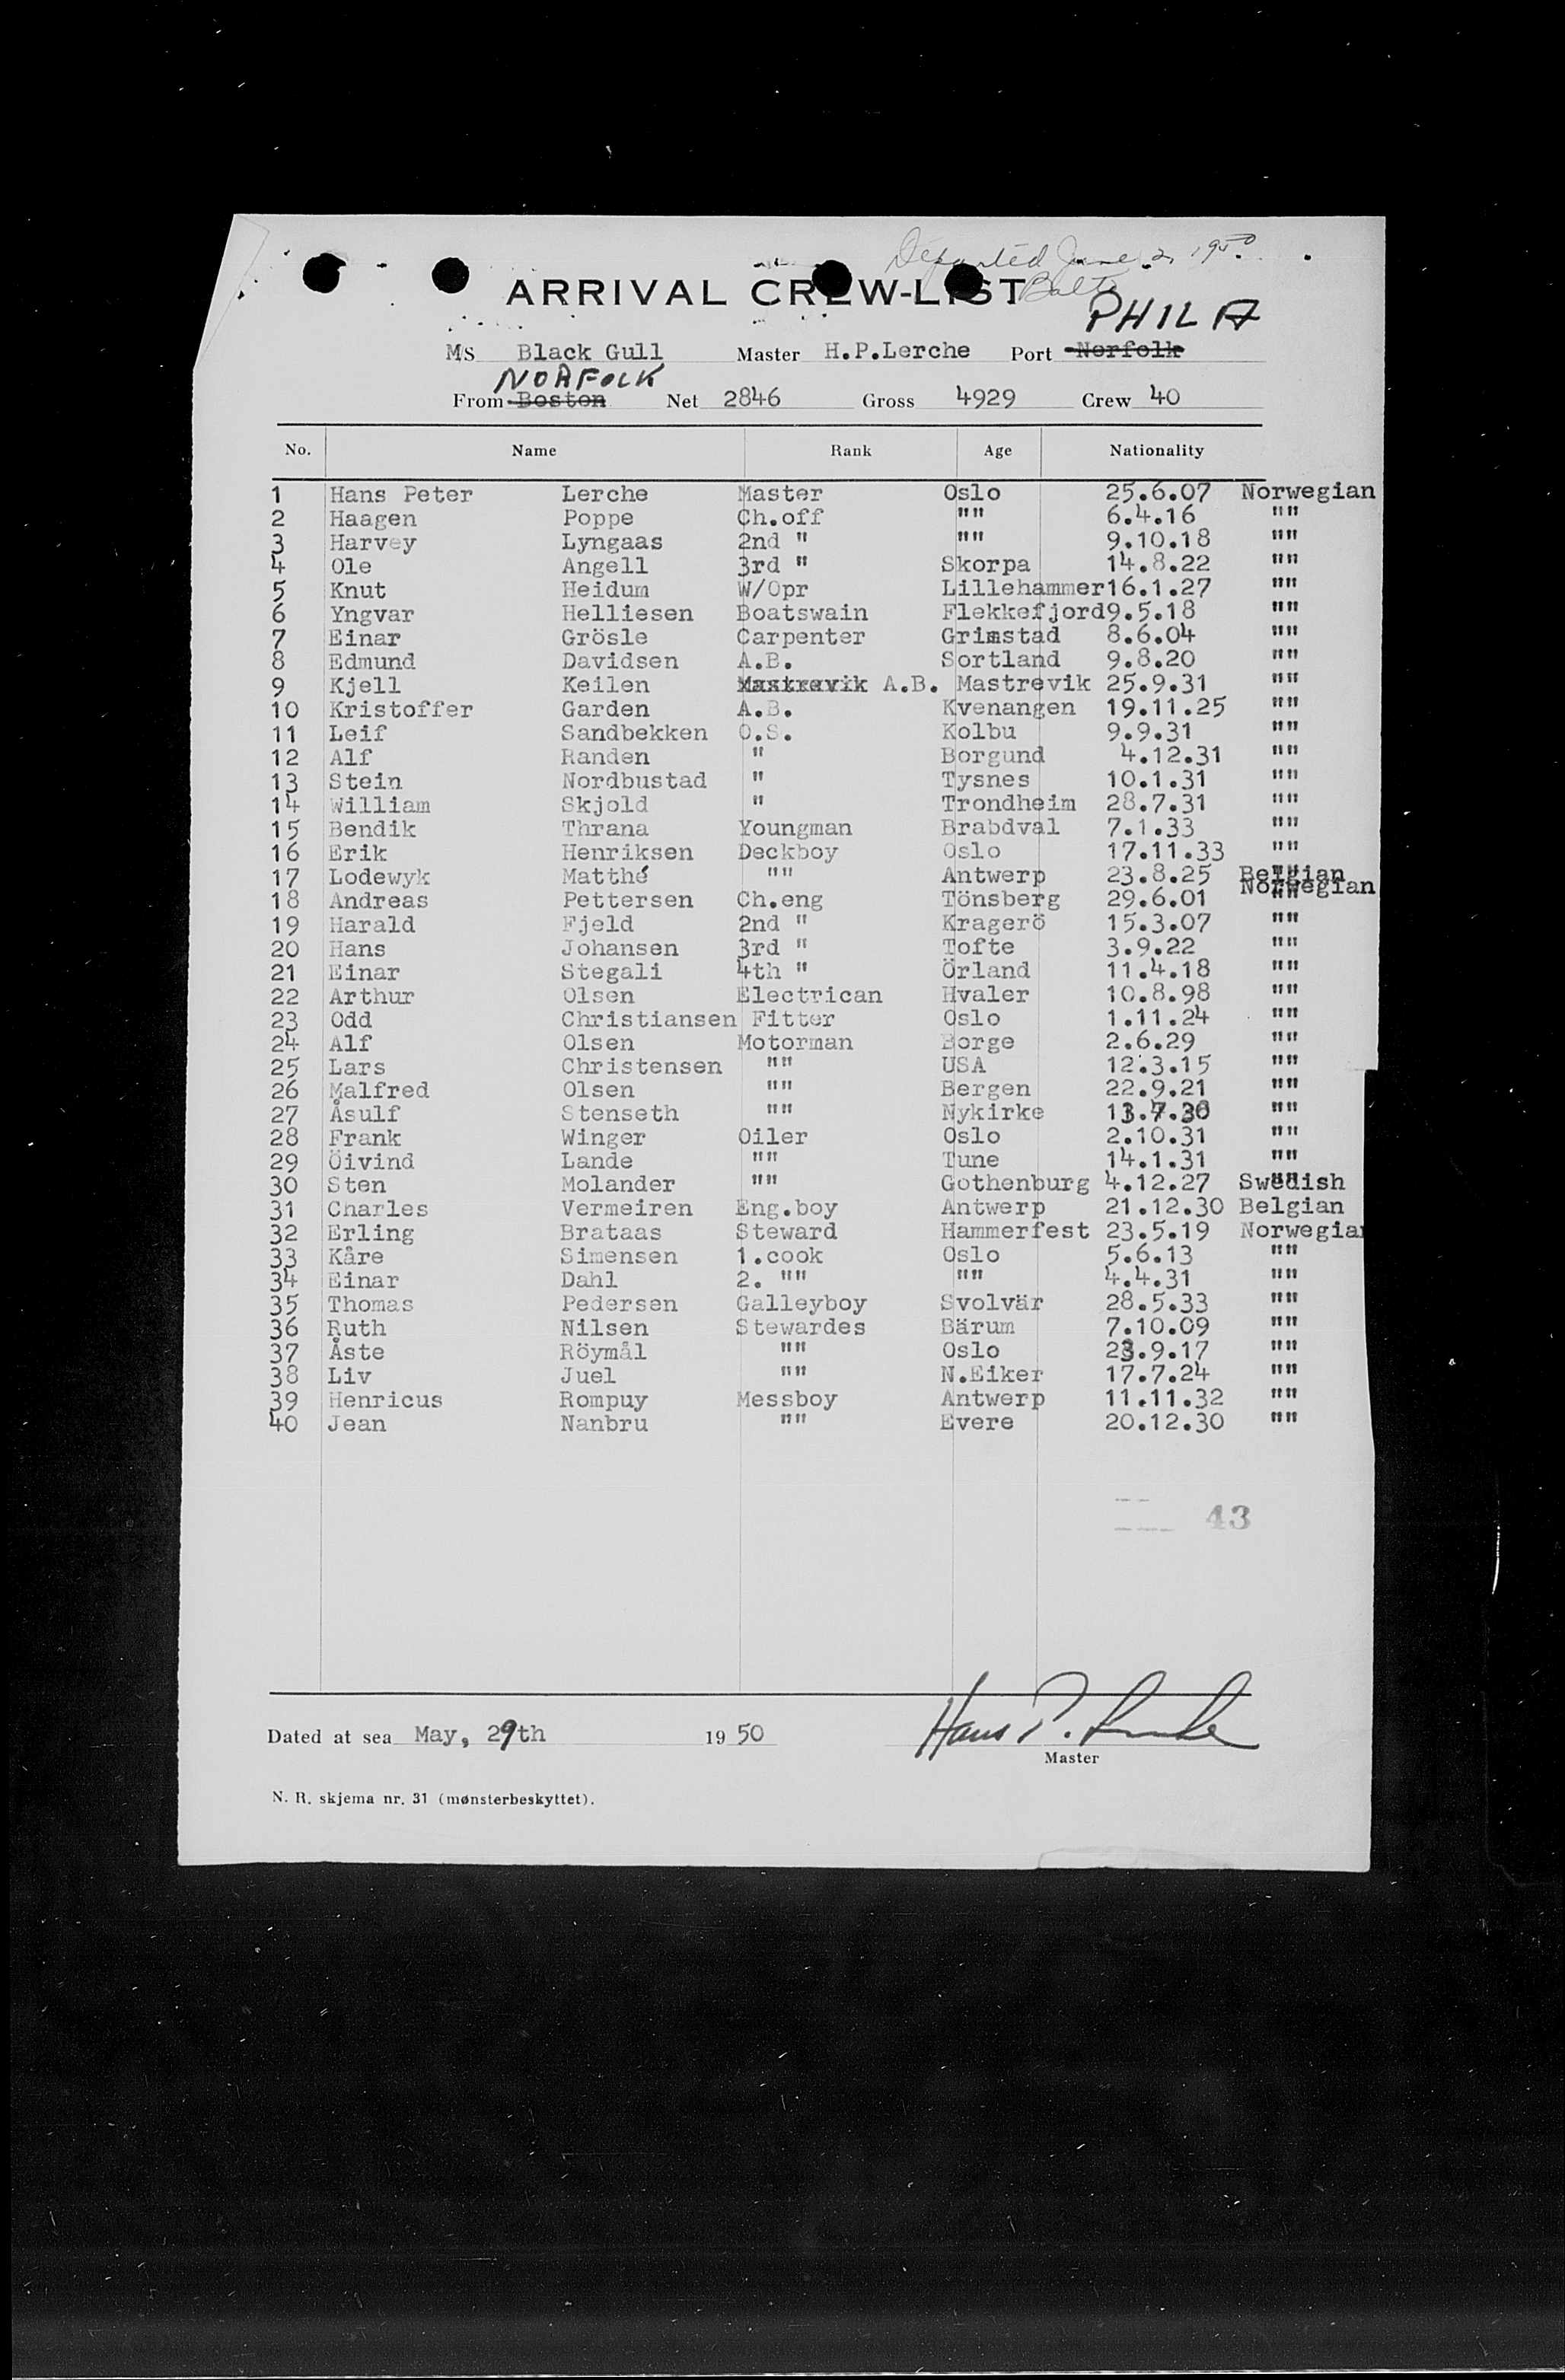 Departed June 2, 1950.
ARRIVAL CREW-LIST Balto
PHILA
M/S Black Gull Master H.P.Lerche Port Norfolk
NORFOLK
From Boston Net 2846 Gross 4929 Crew 40
No. Name Rank Age Nationality
1 Hans Peter Lerche Master Oslo 25.6.07 Norwegian
2 Haagen Poppe Ch.off "" 6.4.16 ""
3 Harvey Lyngaas 2nd " "" 9.10.18 ""
4 Ole Angell 3rd " Skorpa 14.8.22 ""
5 Knut Heidum W/Opr Lillehammer 16.1.27 ""
6 Yngvar Helliesen Boatswain Flekkefjord 9.5.18 ""
7 Einar Grösle Carpenter Grimstad 8.6.04 ""
8 Edmund Davidsen A.B. Sortland 9.8.20 ""
9 Kjell Keilen Mastrevik A.B. Mastrevik 25.9.31 ""
10 Kristoffer Garden A.B. Kvenangen 19.11.25 ""
11 Leif Sandbekken O.S. Kolbu 9.9.31 ""
12 Alf Randen " Borgund 4.12.31 ""
13 Stein Nordbustad " Tysnes 10.1.31 ""
14 William Skjold " Trondheim 28.7.31 ""
15 Bendik Thrana Youngman Brabdval 7.1.33 ""
16 Erik Henriksen Deckboy Oslo 17.11.33 ""
17 Lodewyk Matthé "" Antwerp 23.8.25 Belgian
18 Andreas Pettersen Ch.eng Tönsberg 29.6.01 Norwegian
19 Harald Fjeld 2nd " Kragerö 15.3.07 ""
20 Hans Johansen 3rd " Tofte 3.9.22 ""
21 Einar Stegali 4th " Örland 11.4.18 ""
22 Arthur Olsen Electrican Hvaler 10.8.98 ""
23 Odd Christiansen Fitter Oslo 1.11.24 ""
24 Alf Olsen Motorman Borge 2.6.29 ""
25 Lars Christensen "" USA 12.3.15 ""
26 Malfred Olsen "" Bergen 22.9.21 ""
27 Åsulf Stenseth "" Nykirke 13.7.30 ""
28 Frank Winger Oiler Oslo 2.10.31 ""
29 Öivind Lande "" Tune 14.1.31 ""
30 Sten Molander "" Gothenburg 4.12.27 Swedish
31 Charles Vermeiren Eng.boy Antwerp 21.12.30 Belgian
32 Erling Brataas Steward Hammerfest 23.5.19 Norwegian
33 Kåre Simensen 1.cook Oslo 5.6.13 ""
34 Einar Dahl 2. "" "" 4.4.31 ""
35 Thomas Pedersen Galleyboy Svolvär 28.5.33 ""
36 Ruth Nilsen Stewardes Bärum 7.10.09 ""
37 Åste Röymål "" Oslo 23.9.17 ""
38 Liv Juel "" N.Eiker 17.7.24 ""
39 Henricus Rompuy Messboy Antwerp 11.11.32 ""
40 Jean Nanbru "" Evere 20.12.30 ""
43
Dated at sea May, 29th 1950 Hans P. Lerche
Master
N. R. skjema nr. 31 (mønsterbeskyttet).